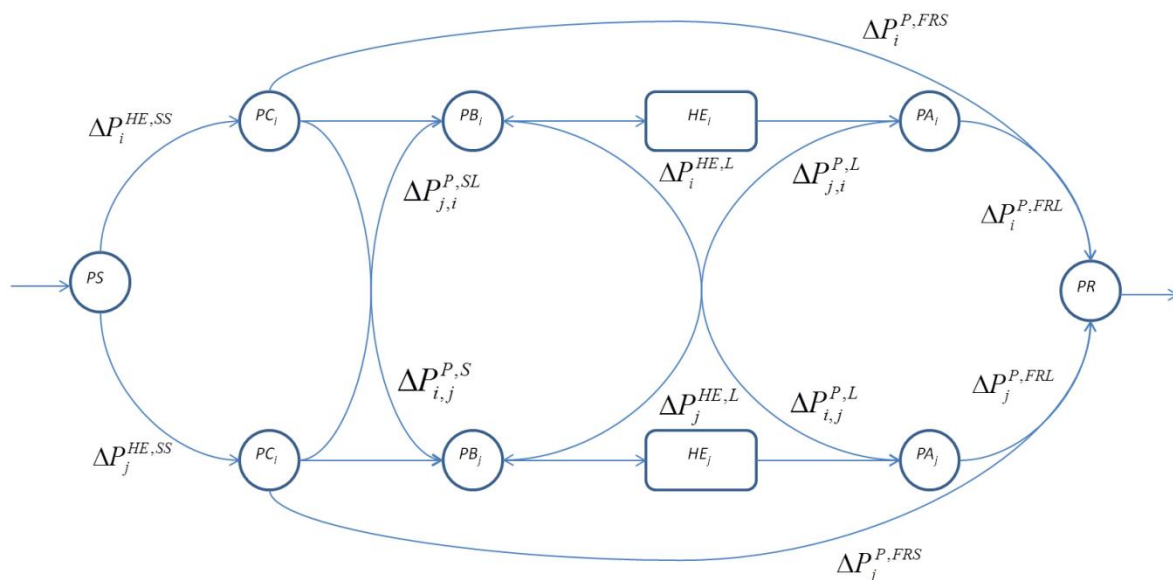 ΔP_i^{P,FRS}
PC_i
PB_i
HE_i
PA_i
ΔP_i^{HE,SS}
ΔP_{j,i}^{P,SL}
ΔP_i^{HE,L}
ΔP_{j,i}^{P,L}
ΔP_i^{P,FRL}
PS
PR
ΔP_{i,j}^{P,S}
ΔP_j^{HE,L}
ΔP_{i,j}^{P,L}
ΔP_j^{P,FRL}
ΔP_j^{HE,SS}
PC_i
PB_j
HE_j
PA_j
ΔP_j^{P,FRS}